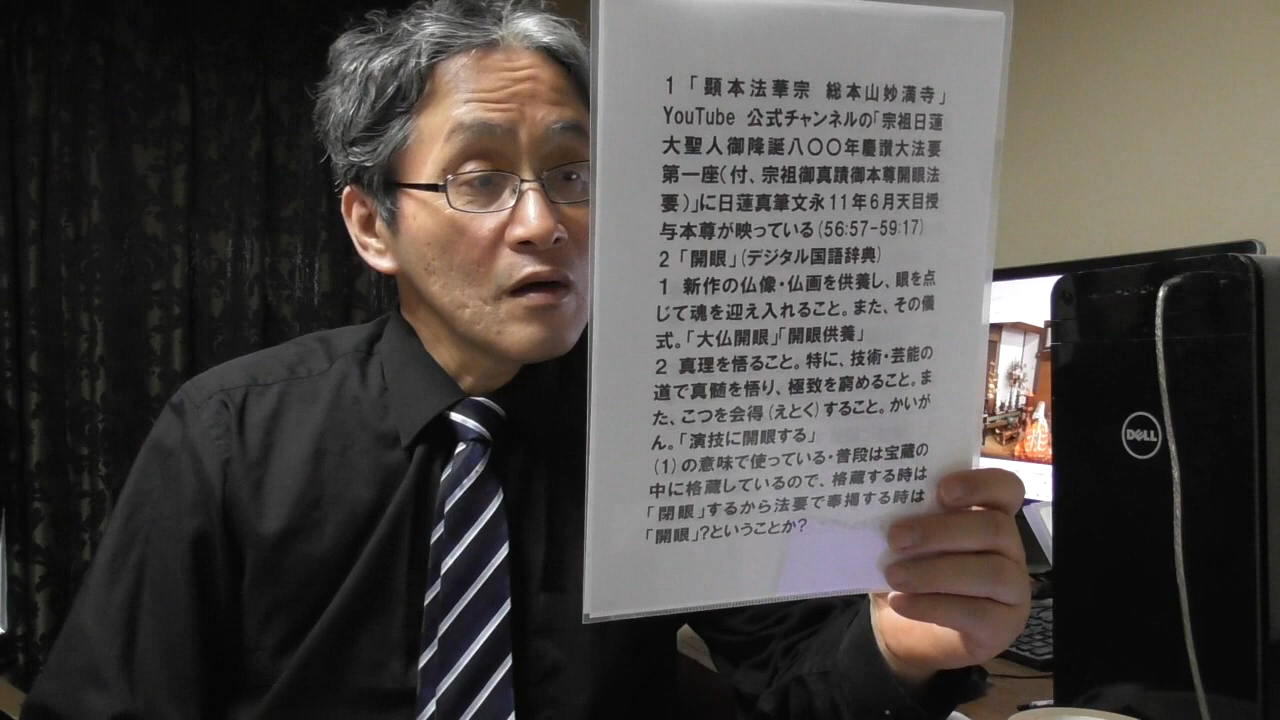 1「顕本法華宗 総本山妙満寺」
YouTube 公式チャンネルの「宗祖日蓮
大聖人御降誕八〇〇年慶讃大法要
第一座(付、宗祖御真蹟御本尊開眼法
要)」に日蓮真筆文永11年6月天目授
与本尊が映っている(56:57-59:17)
2「開眼」(デジタル国語辞典)
1 新作の仏像・仏画を供養し、眼を点
じて魂を迎え入れること。また、その儀
式。「大仏開眼」「開眼供養」
2 真理を悟ること。特に、技術・芸能の
道で真髄を悟り、極致を窮めること。ま
た、こつを会得(えとく)すること。かいが
ん。「演技に開眼する」
(1)の意味で使っている・普段は宝蔵の
中に格蔵しているので、格蔵する時は
「閉眼」するから法要で奉掲する時は
「開眼」?ということか?
DELL